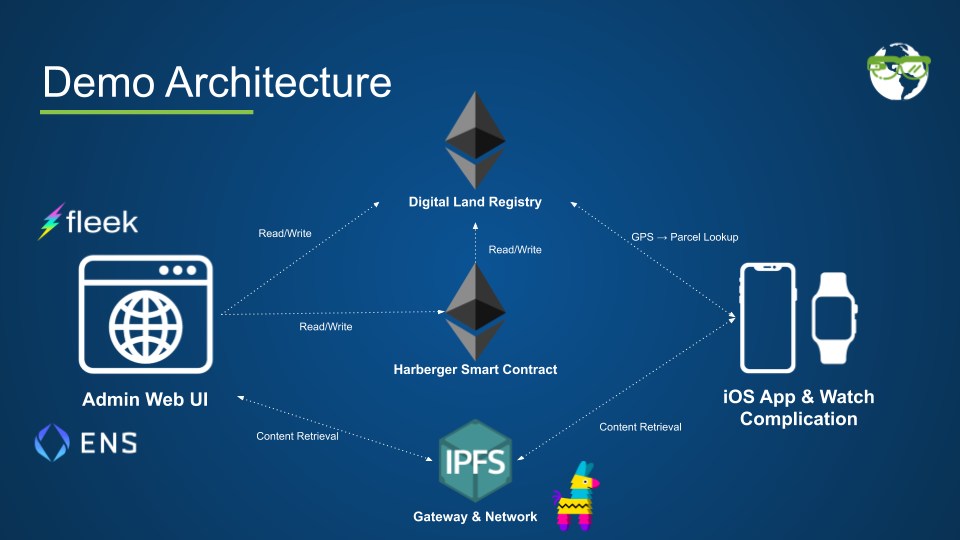 Demo Architecture
Digital Land Registry
fleek
Read/Write
GPS → Parcel Lookup
Read/Write
Read/Write
Harberger Smart Contract
Admin Web UI
iOS App & Watch
Complication
ENS
Content Retrieval
Content Retrieval
IPFS
Gateway & Network